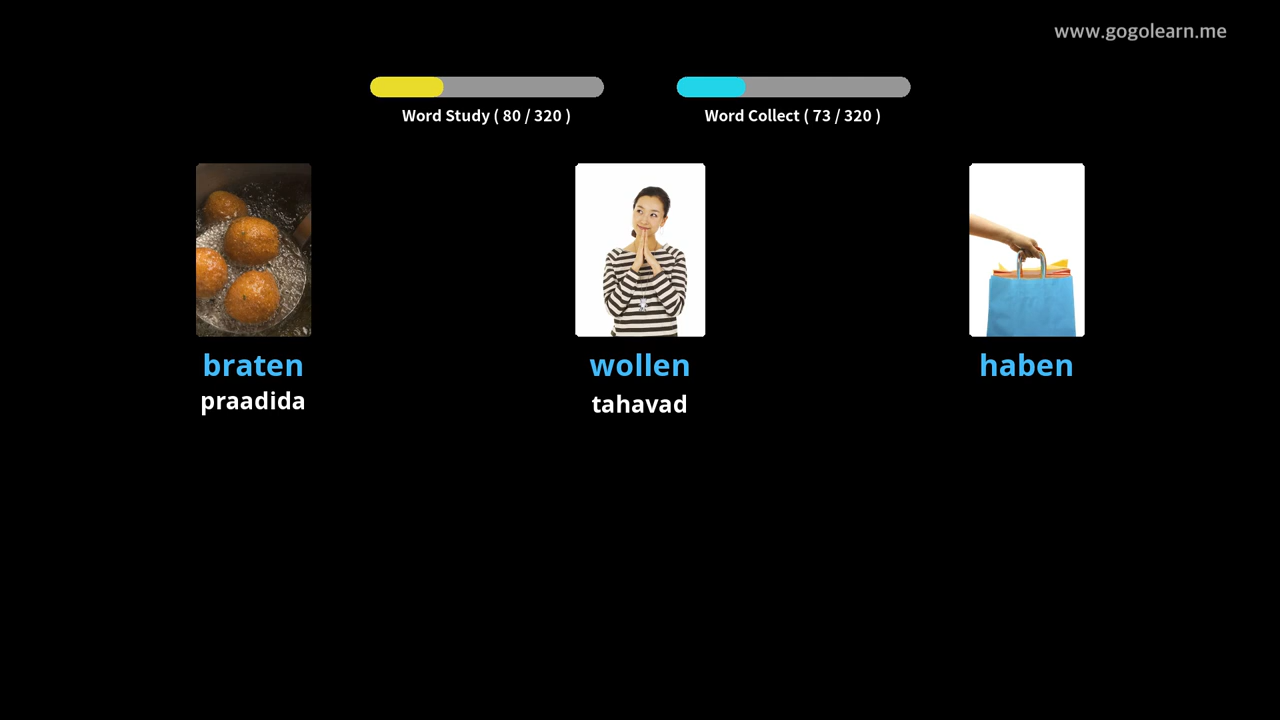 www.gogolearn.me
Word Study ( 80 / 320 )
Word Collect ( 73 / 320 )
braten
praadida
wollen
tahavad
haben